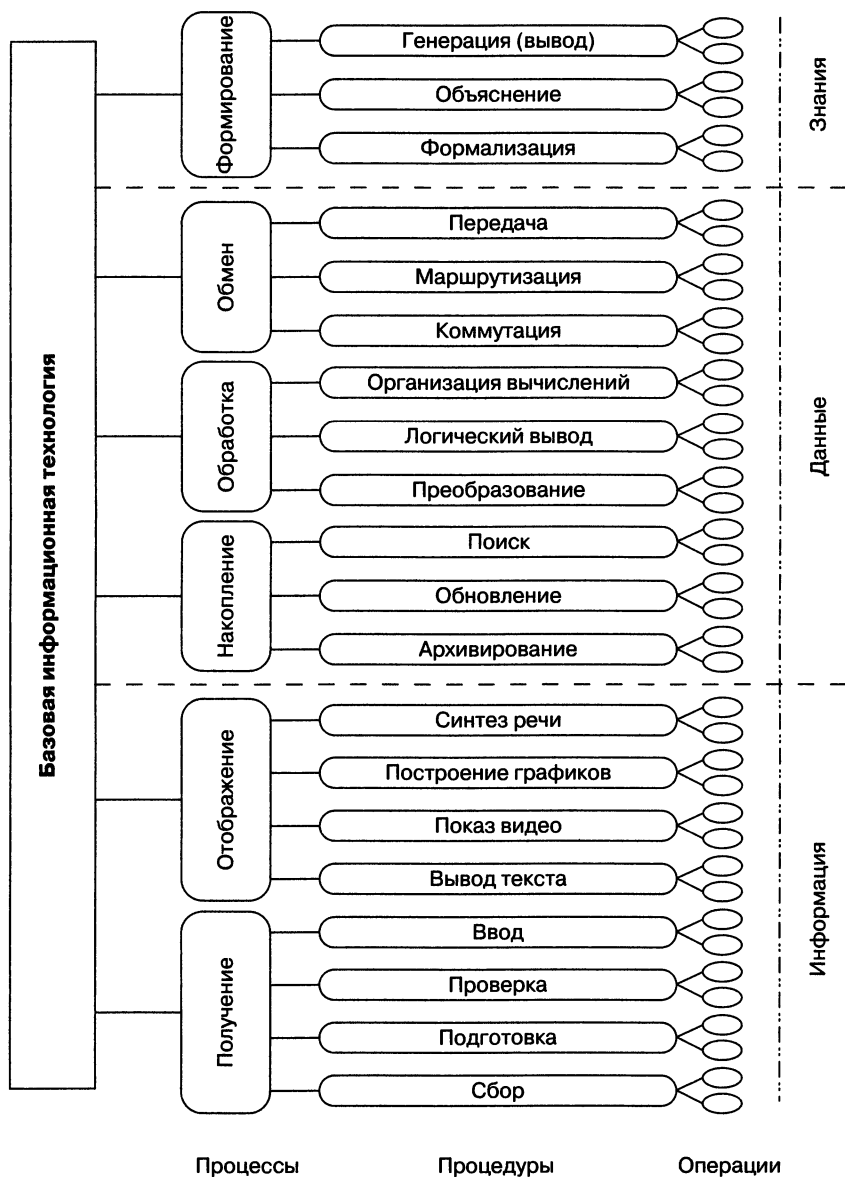 Базовая информационная технология
Формирование
Генерация (вывод)
Объяснение
Формализация
Знания
Обмен
Передача
Маршрутизация
Коммутация
Обработка
Организация вычислений
Логический вывод
Преобразование
Данные
Накопление
Поиск
Обновление
Архивирование
Отображение
Синтез речи
Построение графиков
Показ видео
Вывод текста
Информация
Получение
Ввод
Проверка
Подготовка
Сбор
Процессы
Процедуры
Операции